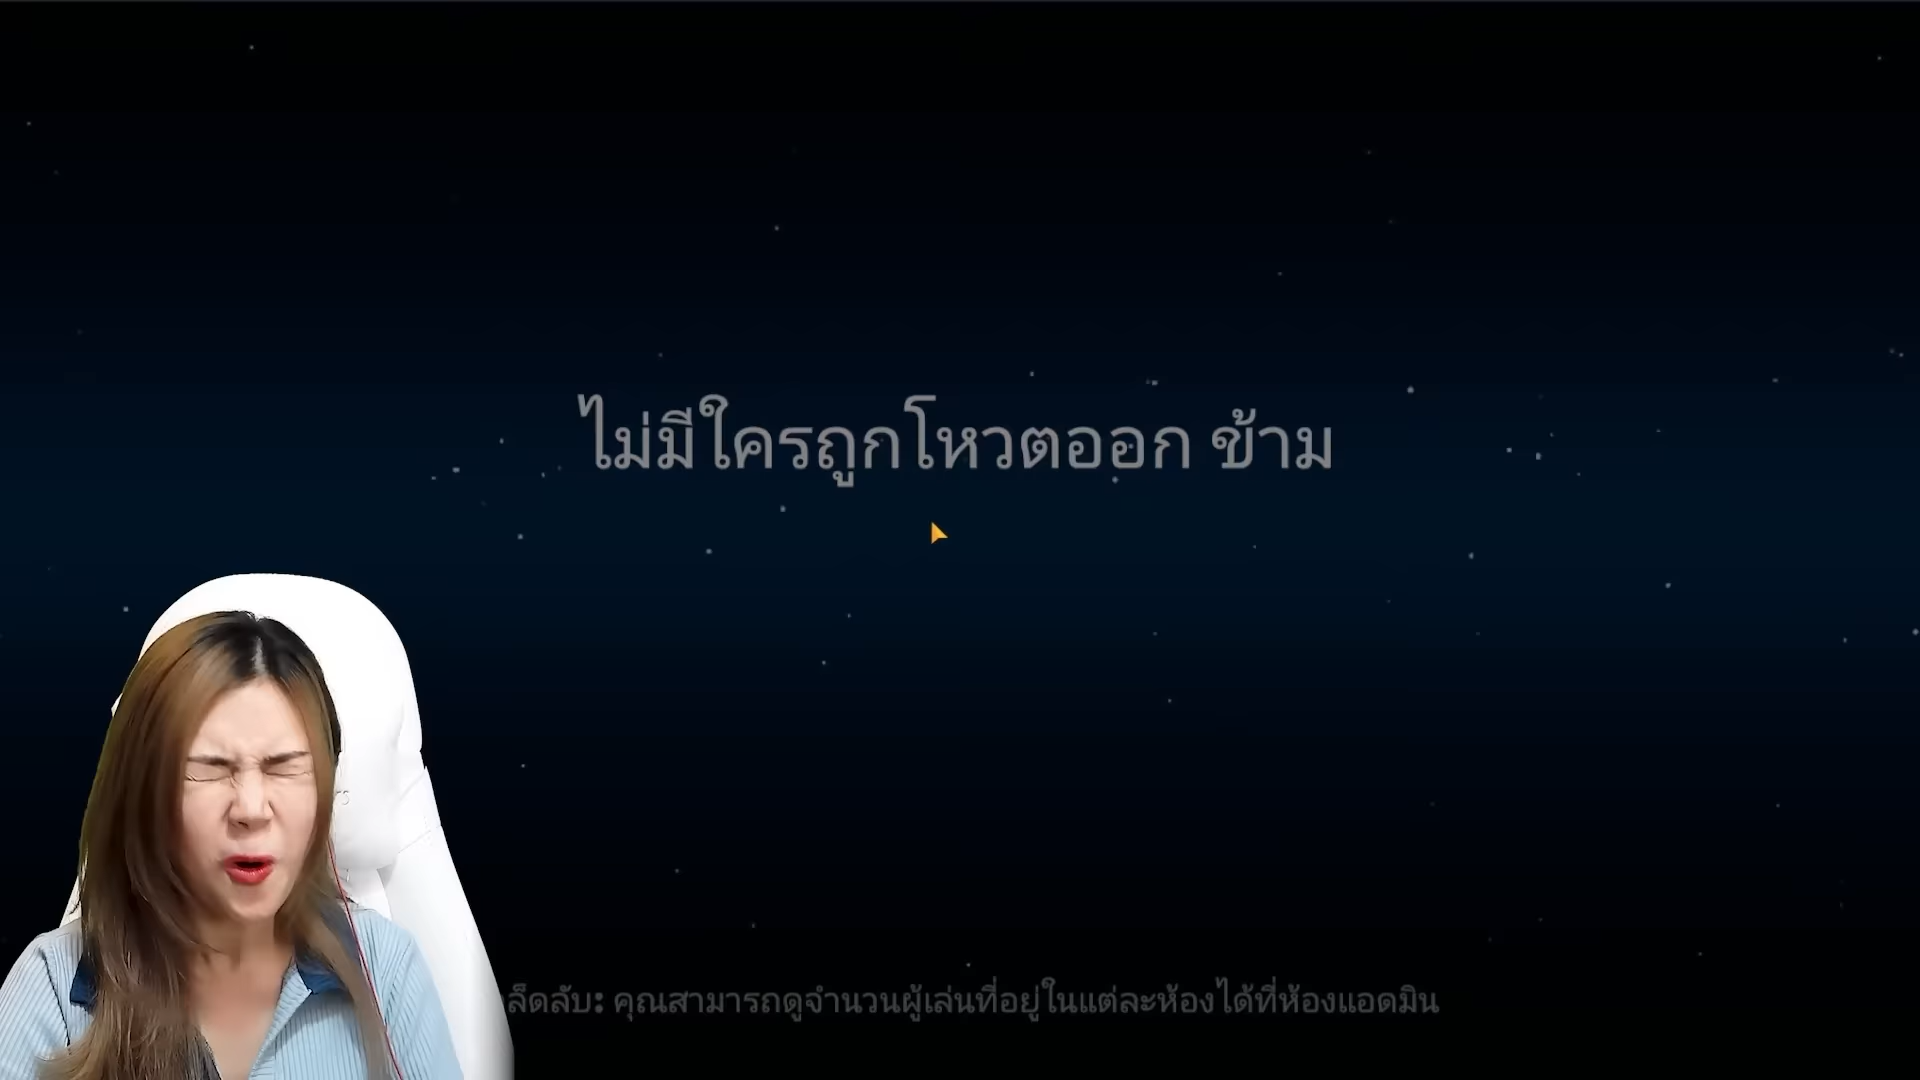 ไม่มีใครถูกโหวตออก ข้าม
ล็ดลับ: คุณสามารถดูจำนวนผู้เล่นที่อยู่ในแต่ละห้องได้ที่ห้องแอดมิน